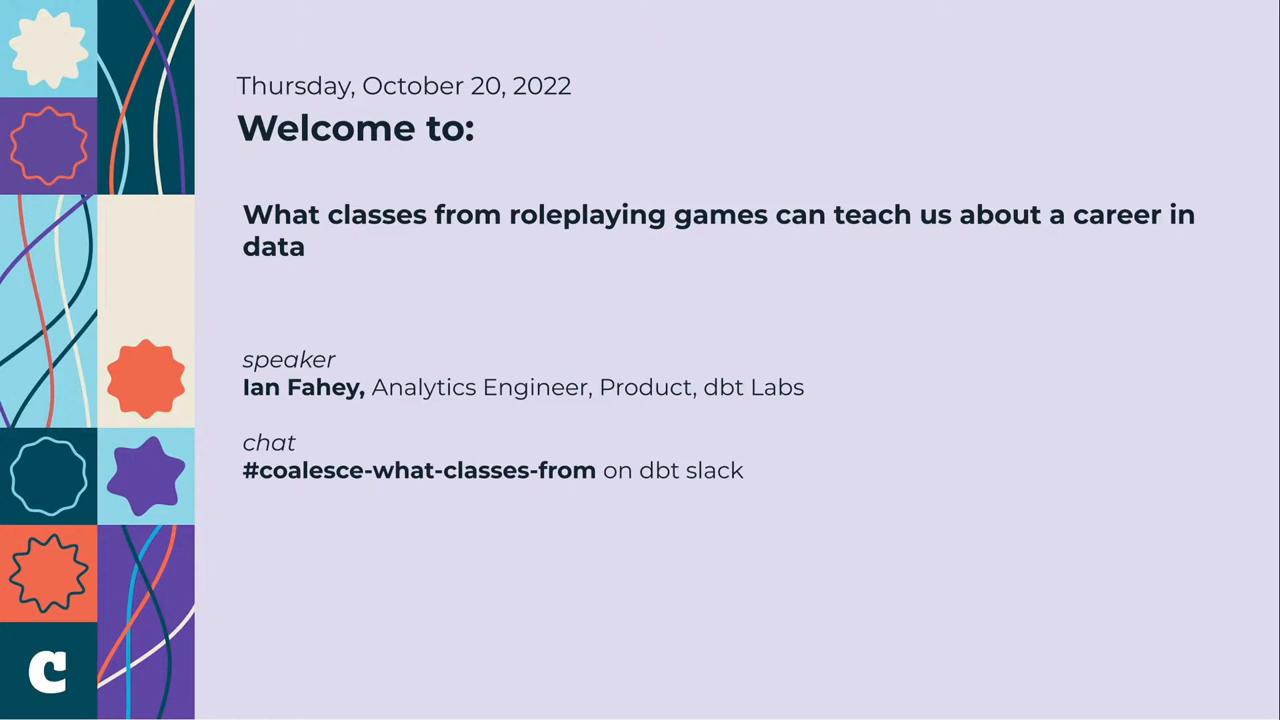 Thursday, October 20, 2022
Welcome to:
What classes from roleplaying games can teach us about a career in
data
speaker
Ian Fahey, Analytics Engineer, Product, dbt Labs
chat
#coalesce-what-classes-from on dbt slack
c